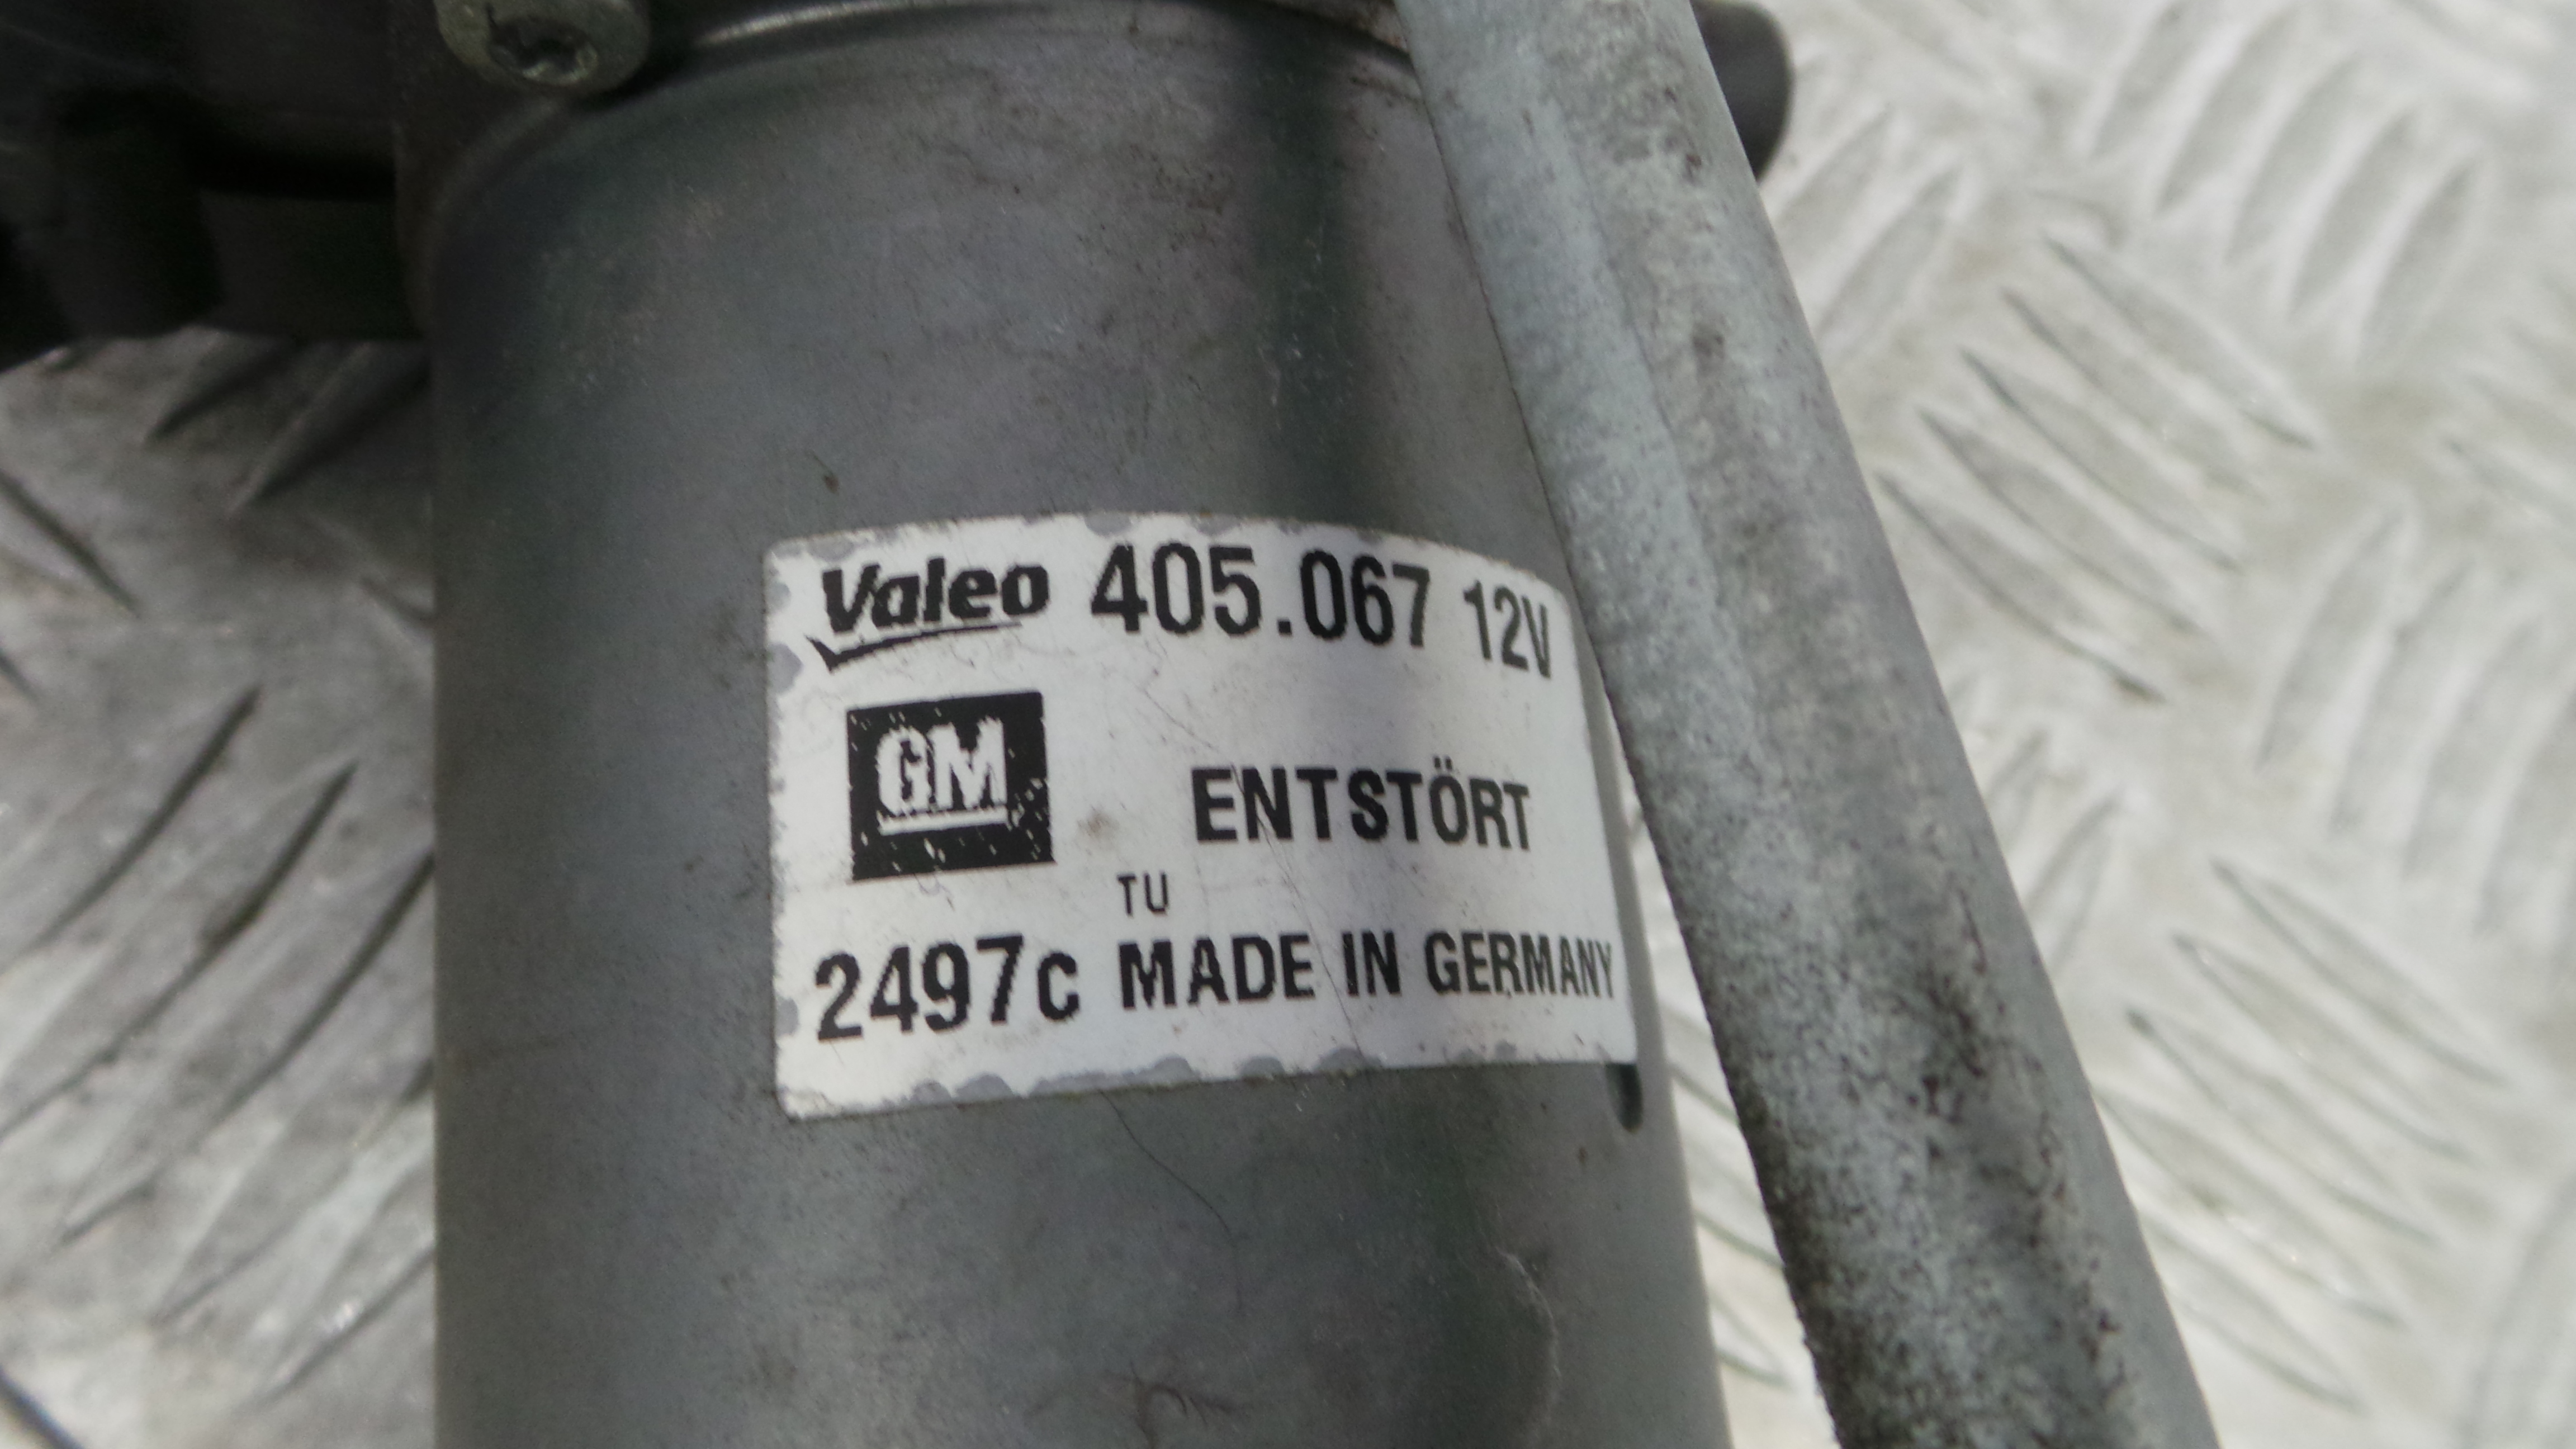 Valeo 405.067 12V
GM ENTSTÖRT
TU
2497c MADE IN GERMANY